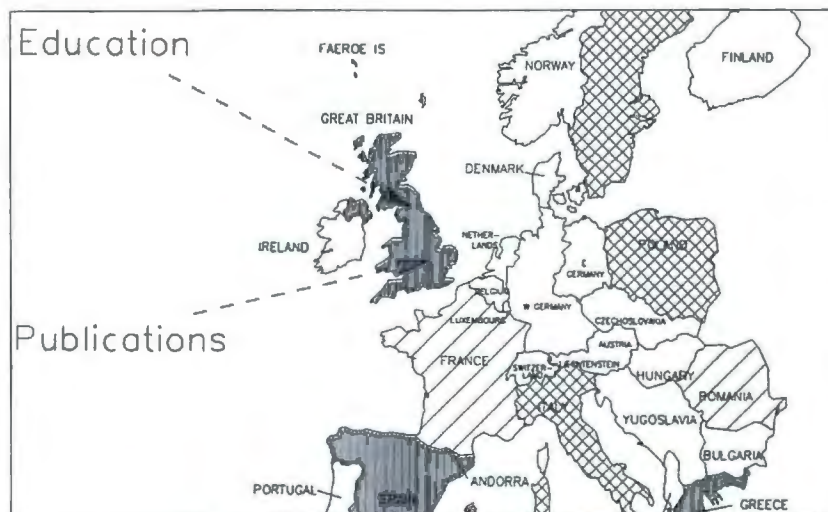 Education
FAEROE IS
NORWAY
FINLAND
GREAT BRITAIN
DENMARK
IRELAND
NETHER-
LANDS
POLAND
E
GERMANY
BELGIUM
W GERMANY
Publications
LUXEMBOURG
CZECHOSLOVAKIA
AUSTRIA
FRANCE
SWITZER-
LAND
LIECHTENSTEIN
HUNGARY
ROMANIA
ITALY
YUGOSLAVIA
BULGARIA
PORTUGAL
SPAIN
ANDORRA
GREECE